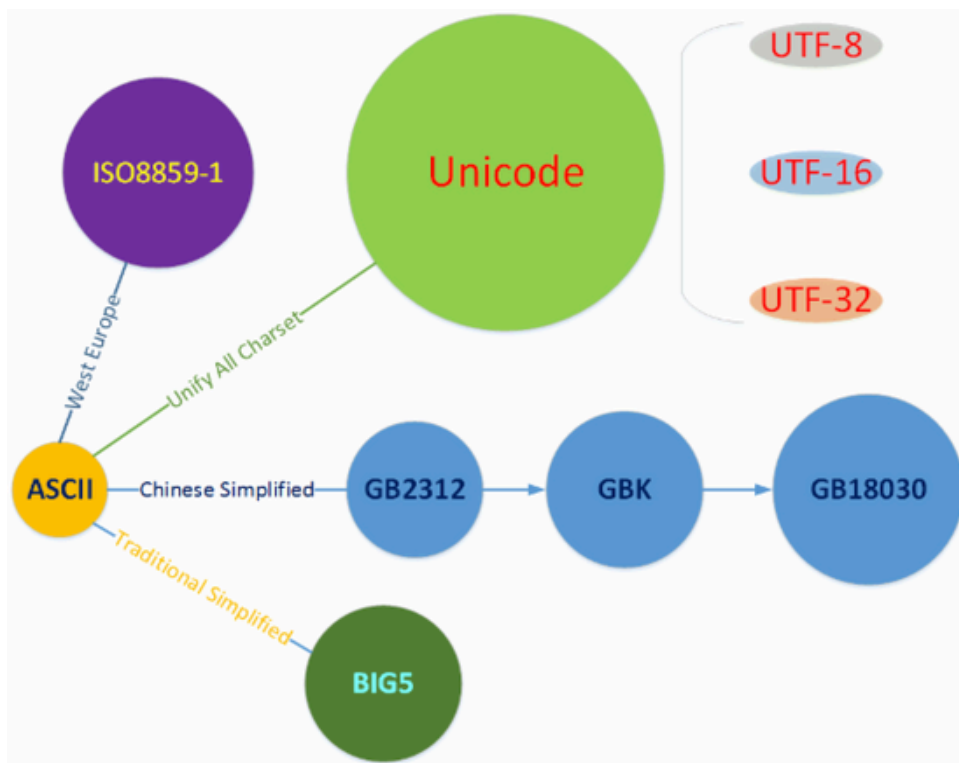 UTF-8
ISO8859-1
Unicode
UTF-16
UTF-32
West Europe
Unify All Charset
ASCII
Chinese Simplified
GB2312
GBK
GB18030
Traditional Simplified
BIG5